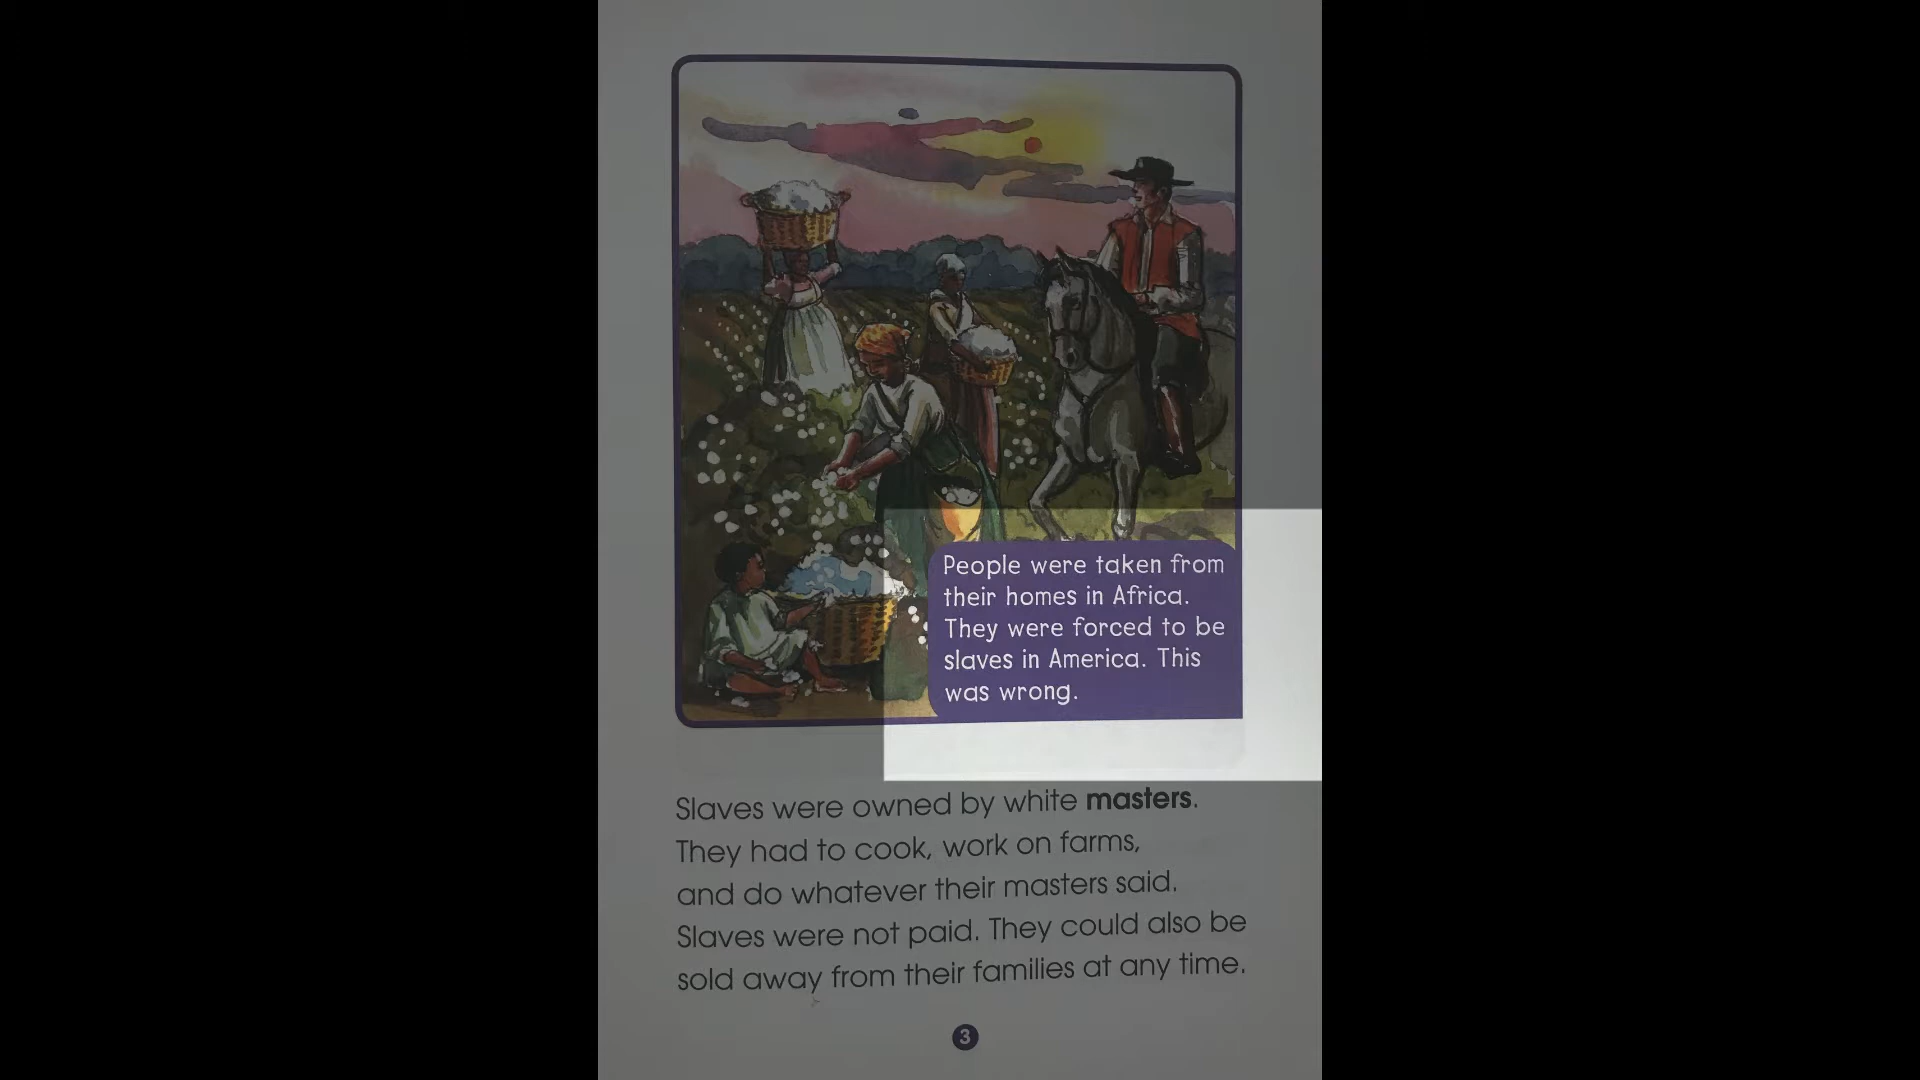 People were taken from
their homes in Africa.
They were forced to be
slaves in America. This
was wrong.
Slaves were owned by white masters.
They had to cook, work on farms,
and do whatever their masters said.
Slaves were not paid. They could also be
sold away from their families at any time.
3